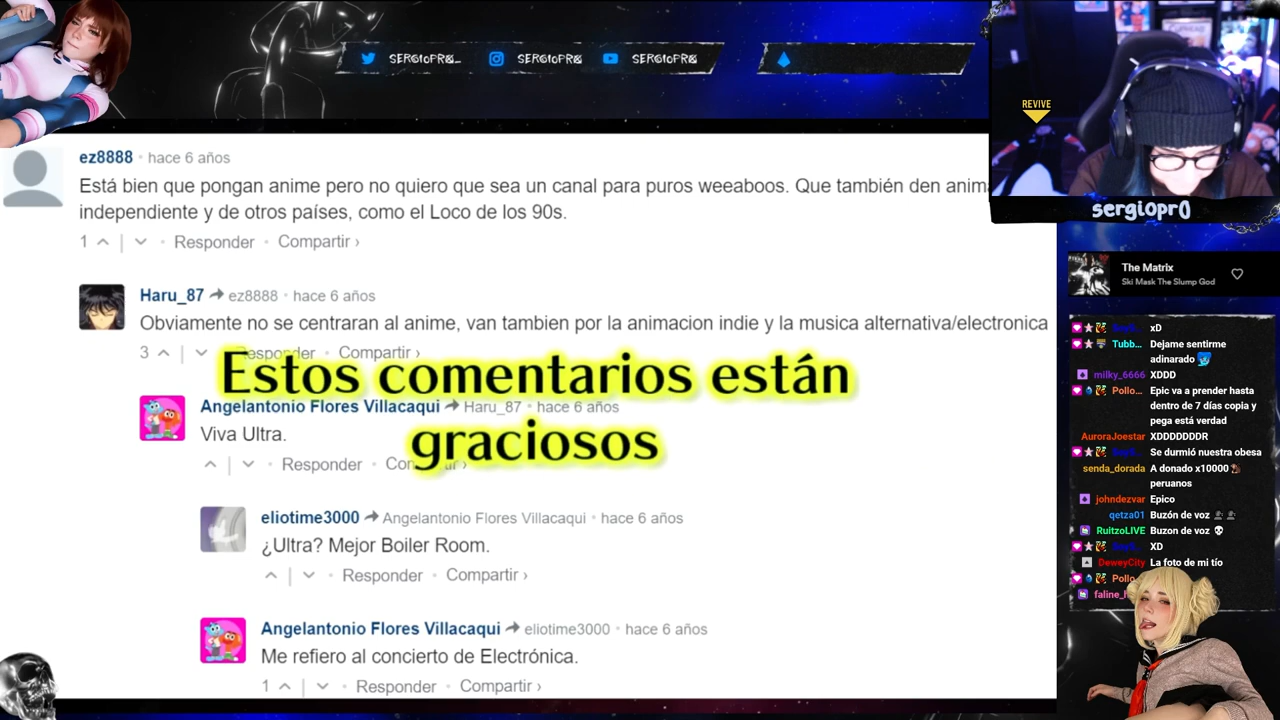 SERGIOPR0_
SERGIOPR0
SERGIOPR0
REVIVE
sergiopr0
ez8888 · hace 6 años
Está bien que pongan anime pero no quiero que sea un canal para puros weeaboos. Que también den anima
independiente y de otros países, como el Loco de los 90s.
1 Responder · Compartir ›
Haru_87 ez8888 · hace 6 años
Obviamente no se centraran al anime, van tambien por la animacion indie y la musica alternativa/electronica
3 Responder · Compartir ›
Estos comentarios están
graciosos
Angelantonio Flores Villacaqui Haru_87 · hace 6 años
Viva Ultra.
Responder ·
eliotime3000 Angelantonio Flores Villacaqui · hace 6 años
¿Ultra? Mejor Boiler Room.
Responder · Compartir ›
Angelantonio Flores Villacaqui eliotime3000 · hace 6 años
Me refiero al concierto de Electrónica.
1 Responder · Compartir ›
The Matrix
Ski Mask The Slump God
xD
Tubb... Dejame sentirme
adinarado
milky_6666 XDDD
Pollo... Epic va a prender hasta
dentro de 7 días copia y
pega está verdad
AuroraJoestar XDDDDDDDR
Se durmió nuestra obesa
senda_dorada A donado x10000
peruanos
johndezvar Epico
qetza01 Buzón de voz
RuitzoLIVE Buzon de voz
XD
DeweyCity La foto de mi tío
Pollo